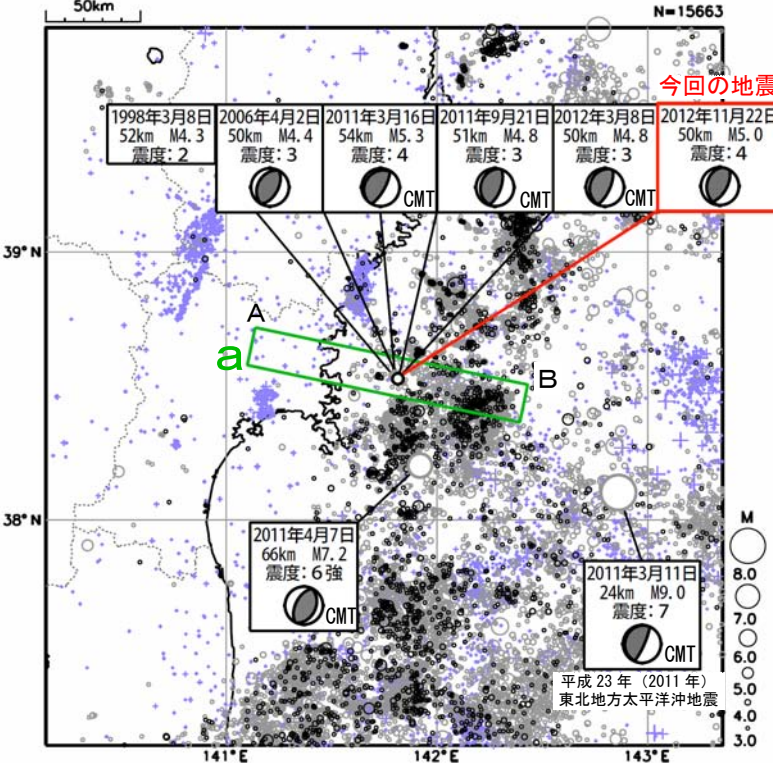 50km
N=15663
今回の地震
1998年3月8日
52km M4.3
震度：2
2006年4月2日
50km M4.4
震度：3
2011年3月16日
54km M5.3
震度：4
CMT
2011年9月21日
51km M4.8
震度：3
CMT
2012年3月8日
50km M4.8
震度：3
CMT
2012年11月22日
50km M5.0
震度：4
39°N
A
a
B
38°N
2011年4月7日
66km M7.2
震度：6強
CMT
2011年3月11日
24km M9.0
震度：7
CMT
平成23年（2011年）
東北地方太平洋沖地震
M
8.0
7.0
6.0
5.0
4.0
3.0
141°E
142°E
143°E